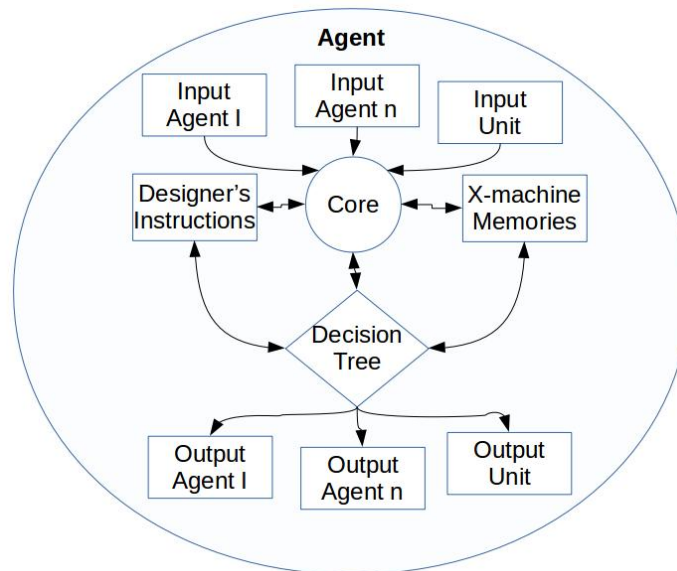 Agent
Input
Agent I
Input
Agent n
Input
Unit
Designer's
Instructions
Core
X-machine
Memories
Decision
Tree
Output
Agent I
Output
Agent n
Output
Unit